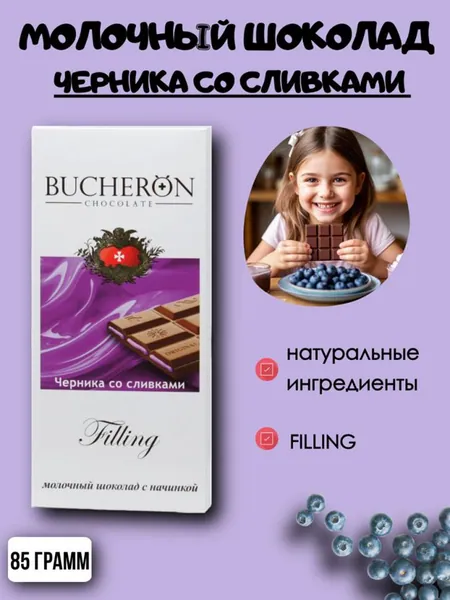 МОЛОЧНЫЙ ШОКОЛАД
ЧЕРНИКА СО СЛИВКАМИ
BUCHERON
CHOCOLATE
Черника со сливками
Filling
молочный шоколад с начинкой
натуральные
ингредиенты
FILLING
85 ГРАММ